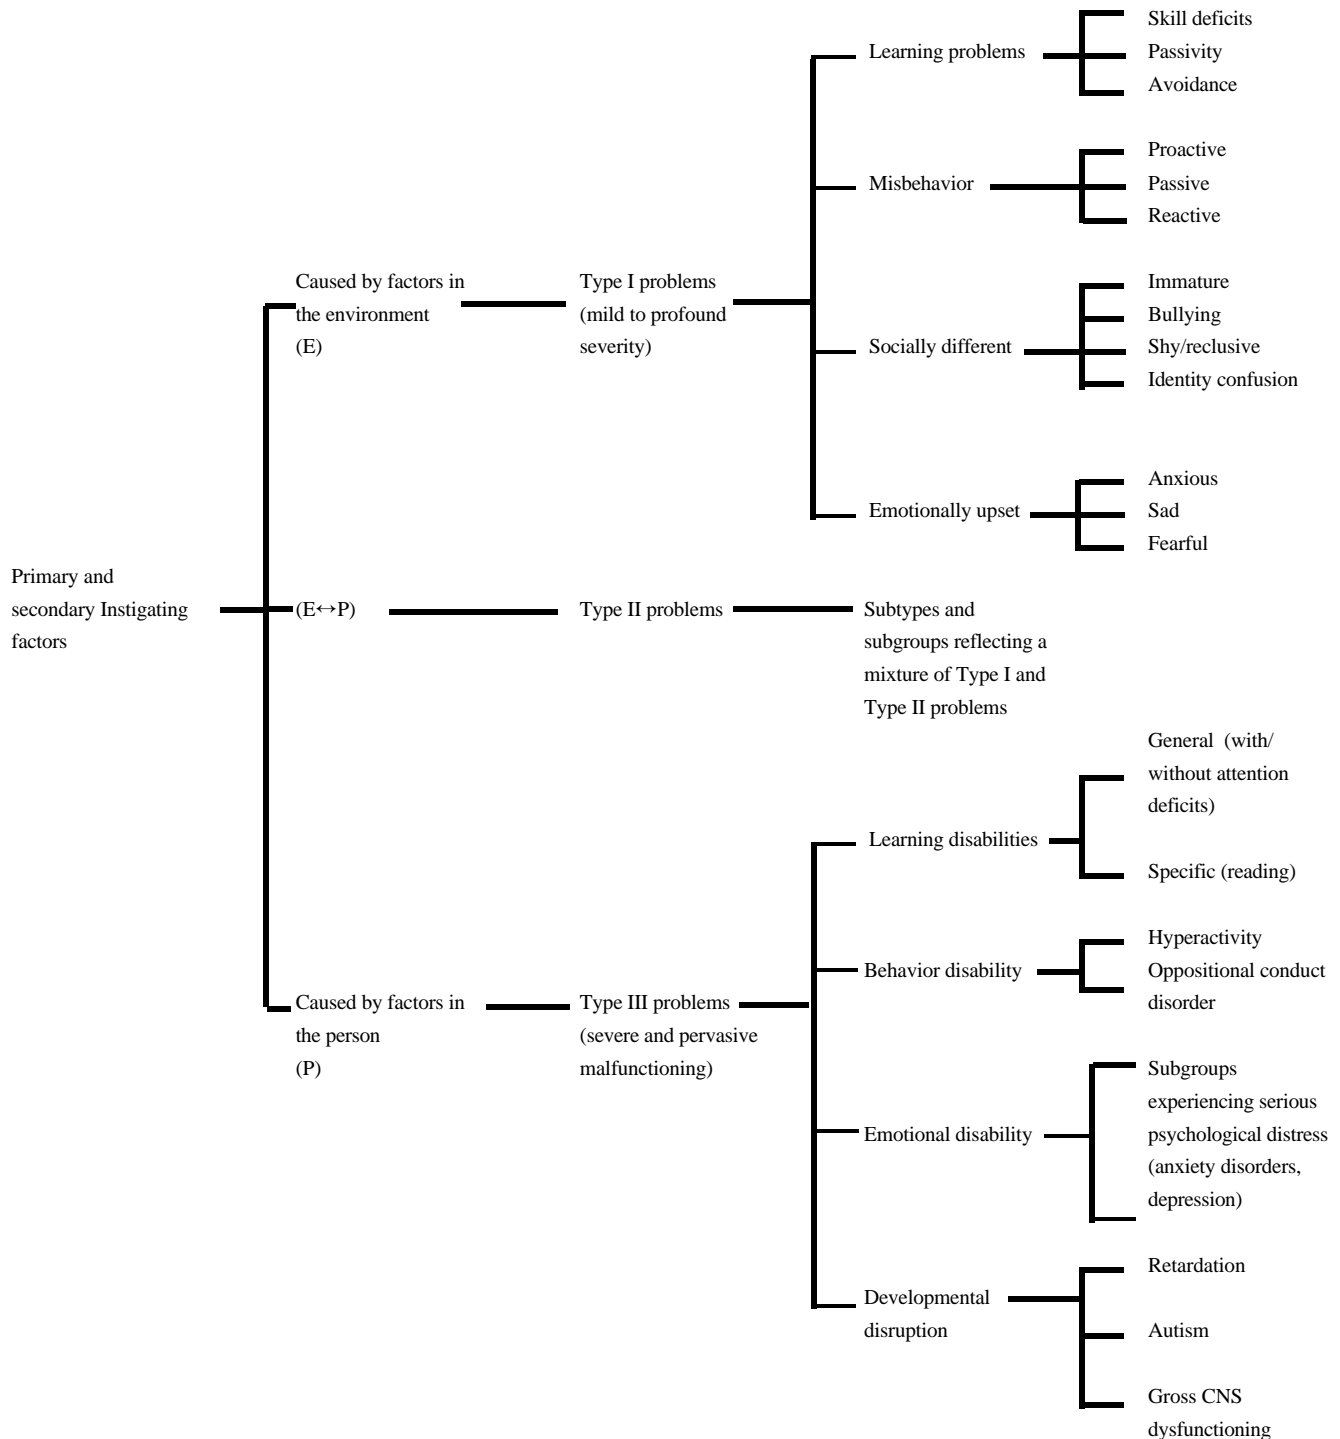 Primary and
secondary Instigating
factors
Caused by factors in
the environment
(E)
Type I problems
(mild to profound
severity)
Learning problems
Skill deficits
Passivity
Avoidance
Misbehavior
Proactive
Passive
Reactive
Socially different
Immature
Bullying
Shy/reclusive
Identity confusion
Emotionally upset
Anxious
Sad
Fearful
(E↔P)
Type II problems
Subtypes and
subgroups reflecting a
mixture of Type I and
Type II problems
Caused by factors in
the person
(P)
Type III problems
(severe and pervasive
malfunctioning)
Learning disabilities
General (with/
without attention
deficits)
Specific (reading)
Behavior disability
Hyperactivity
Oppositional conduct
disorder
Emotional disability
Subgroups
experiencing serious
psychological distress
(anxiety disorders,
depression)
Developmental
disruption
Retardation
Autism
Gross CNS
dysfunctioning